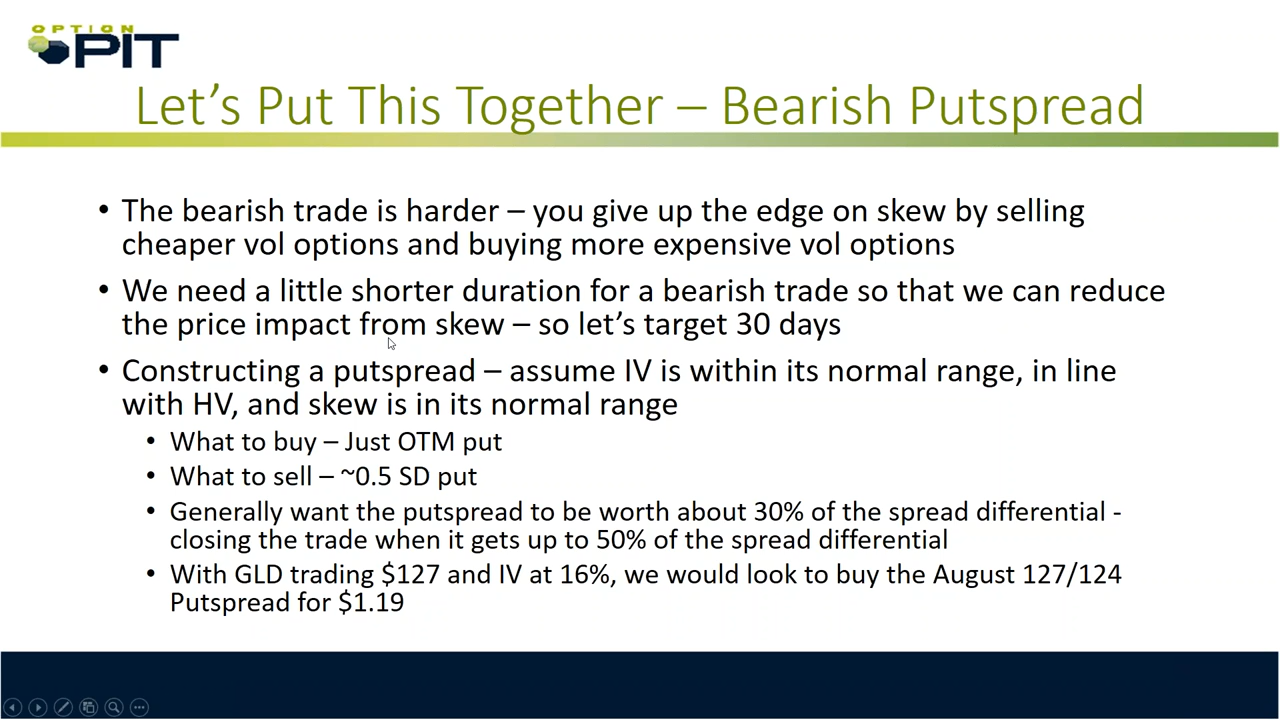 OPTION
PIT
Let's Put This Together – Bearish Putspread
• The bearish trade is harder – you give up the edge on skew by selling
cheaper vol options and buying more expensive vol options
• We need a little shorter duration for a bearish trade so that we can reduce
the price impact from skew – so let's target 30 days
• Constructing a putspread – assume IV is within its normal range, in line
with HV, and skew is in its normal range
• What to buy – Just OTM put
• What to sell – ~0.5 SD put
• Generally want the putspread to be worth about 30% of the spread differential -
closing the trade when it gets up to 50% of the spread differential
• With GLD trading $127 and IV at 16%, we would look to buy the August 127/124
Putspread for $1.19